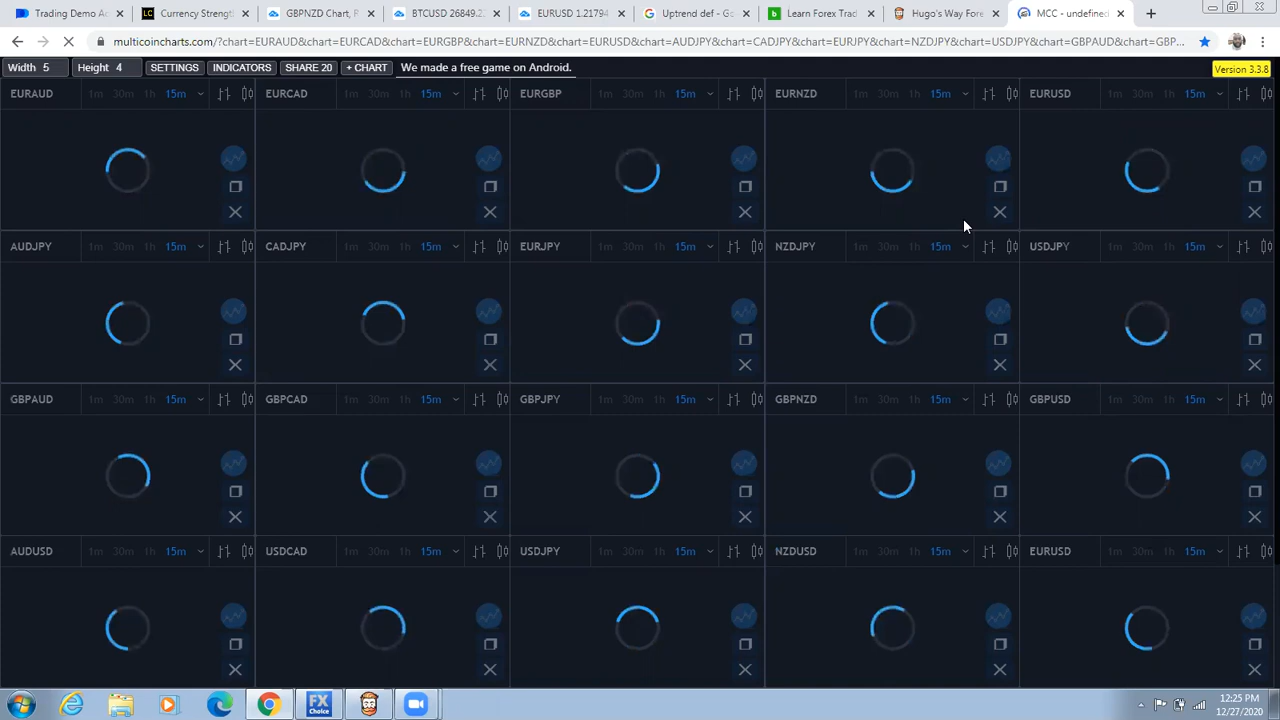 Trading Demo Ac
Currency Strengt
GBPNZD Chart, R
BTCUSD 26849.2
EURUSD 1.21794
Uptrend def - Go
Learn Forex Trad
Hugo's Way Fore
MCC - undefined
multicoincharts.com/?chart=EURAUD&chart=EURCAD&chart=EURGBP&chart=EURNZD&chart=EURUSD&chart=AUDJPY&chart=CADJPY&chart=EURJPY&chart=NZDJPY&chart=USDJPY&chart=GBPAUD&chart=GBP...
Width 5 Height 4 SETTINGS INDICATORS SHARE 20 + CHART We made a free game on Android. Version 3.3.8
EURAUD 1m 30m 1h 15m EURCAD 1m 30m 1h 15m EURGBP 1m 30m 1h 15m EURNZD 1m 30m 1h 15m EURUSD 1m 30m 1h 15m
AUDJPY 1m 30m 1h 15m CADJPY 1m 30m 1h 15m EURJPY 1m 30m 1h 15m NZDJPY 1m 30m 1h 15m USDJPY 1m 30m 1h 15m
GBPAUD 1m 30m 1h 15m GBPCAD 1m 30m 1h 15m GBPJPY 1m 30m 1h 15m GBPNZD 1m 30m 1h 15m GBPUSD 1m 30m 1h 15m
AUDUSD 1m 30m 1h 15m USDCAD 1m 30m 1h 15m USDJPY 1m 30m 1h 15m NZDUSD 1m 30m 1h 15m EURUSD 1m 30m 1h 15m
FX
Choice
12:25 PM
12/27/2020